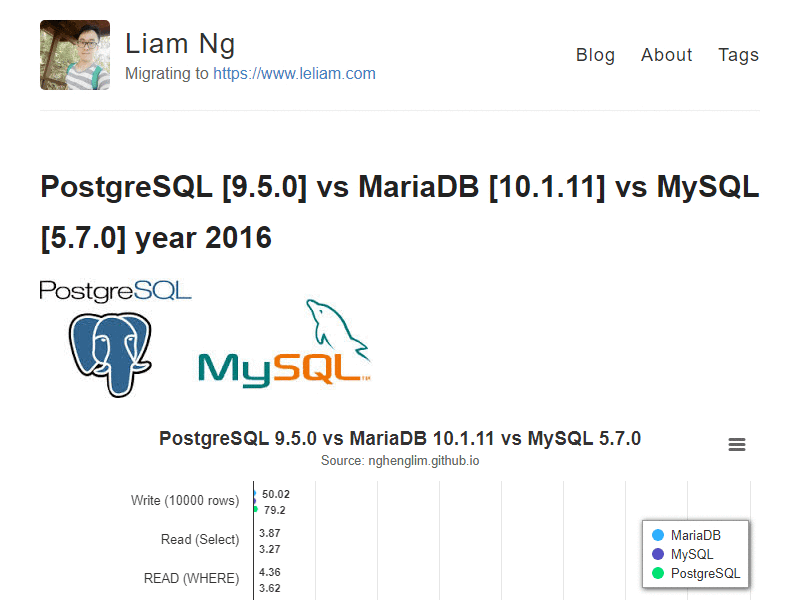 Liam Ng
Migrating to https://www.leliam.com
Blog About Tags
PostgreSQL [9.5.0] vs MariaDB [10.1.11] vs MySQL
[5.7.0] year 2016
PostgreSQL
MySQL
PostgreSQL 9.5.0 vs MariaDB 10.1.11 vs MySQL 5.7.0
Source: nghenglim.github.io
Write (10000 rows)
50.02
79.2
Read (Select)
3.87
3.27
READ (WHERE)
4.36
3.62
MariaDB
MySQL
PostgreSQL